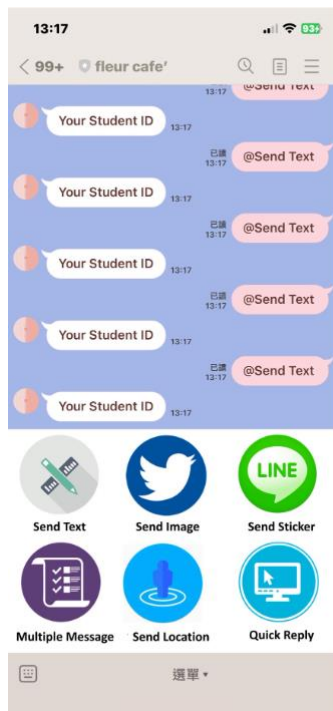 13:17
93
99+ fleur cafe'
13:17 @Send Text
Your Student ID 13:17
已讀
13:17 @Send Text
Your Student ID 13:17
已讀
13:17 @Send Text
Your Student ID 13:17
已讀
13:17 @Send Text
Your Student ID 13:17
已讀
13:17 @Send Text
Your Student ID 13:17
LINE
Send Text Send Image Send Sticker
Multiple Message Send Location Quick Reply
選單